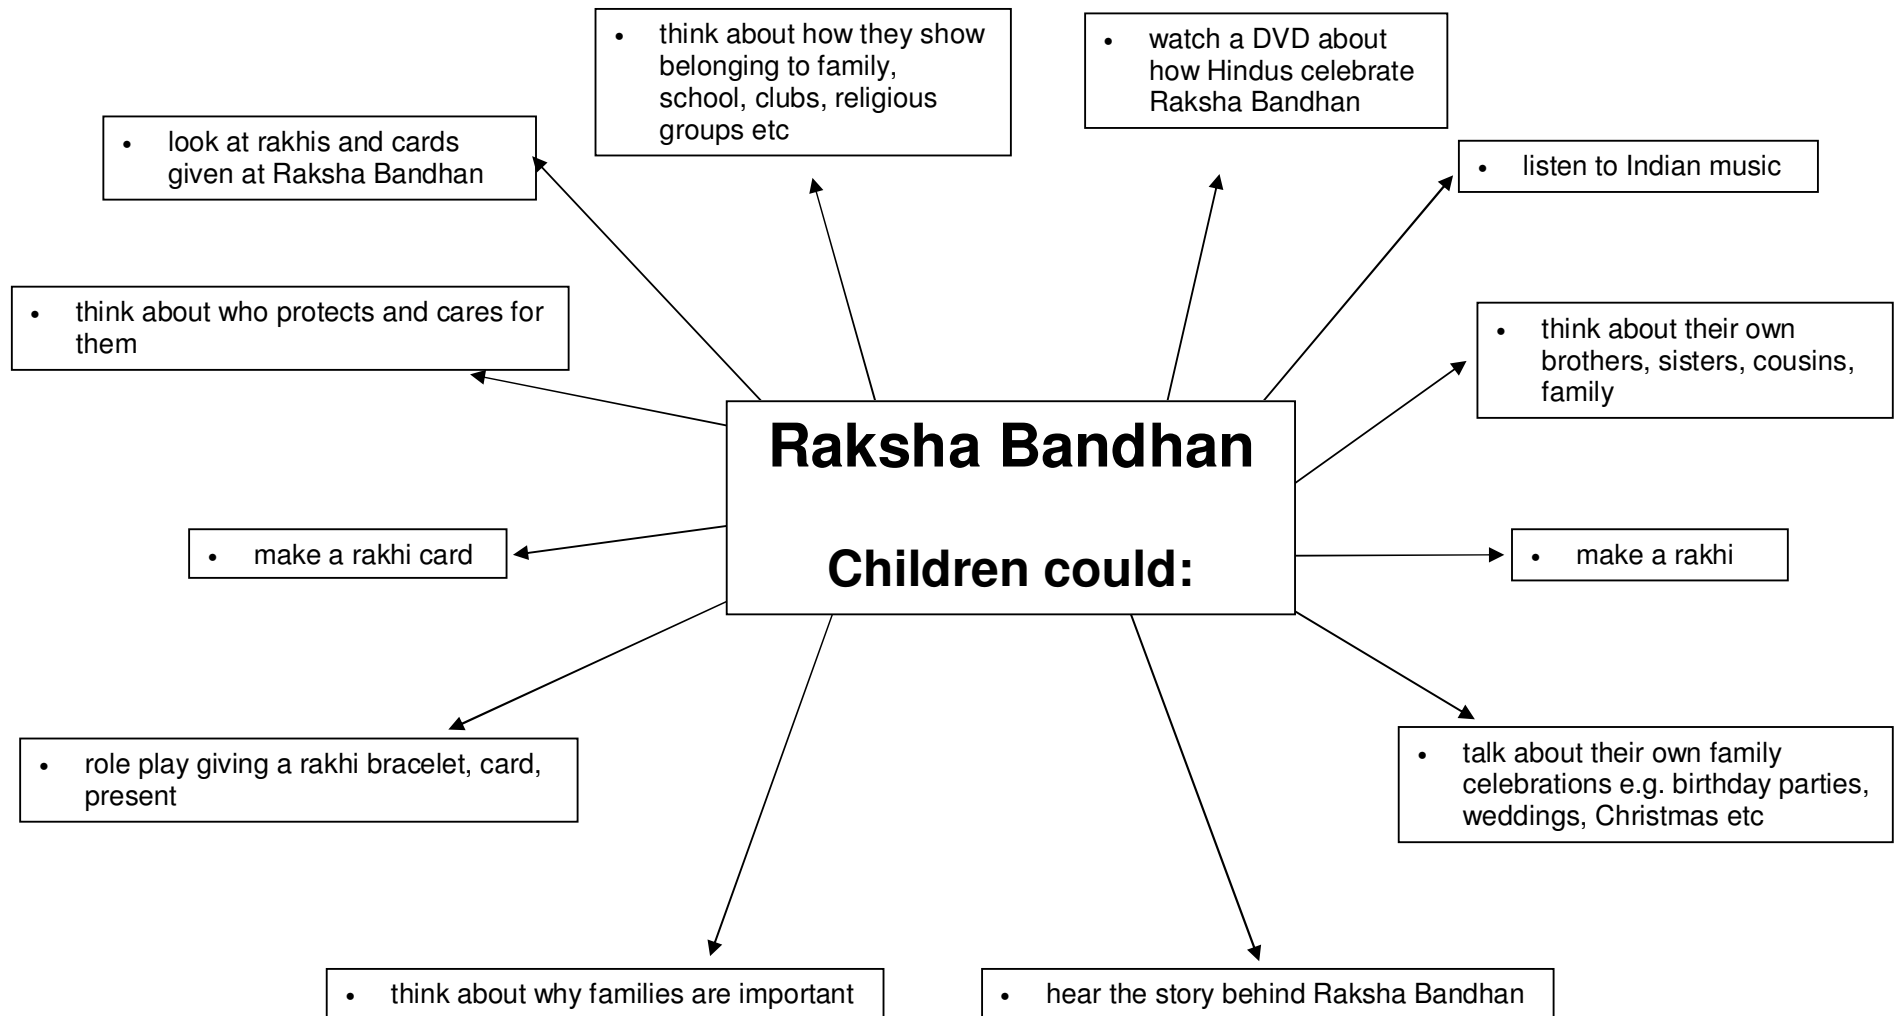 • think about how they show
belonging to family,
school, clubs, religious
groups etc
• watch a DVD about
how Hindus celebrate
Raksha Bandhan
• look at rakhis and cards
given at Raksha Bandhan
• listen to Indian music
• think about who protects and cares for
them
• think about their own
brothers, sisters, cousins,
family
Raksha Bandhan
Children could:
• make a rakhi card
• make a rakhi
• role play giving a rakhi bracelet, card,
present
• talk about their own family
celebrations e.g. birthday parties,
weddings, Christmas etc
• think about why families are important
• hear the story behind Raksha Bandhan